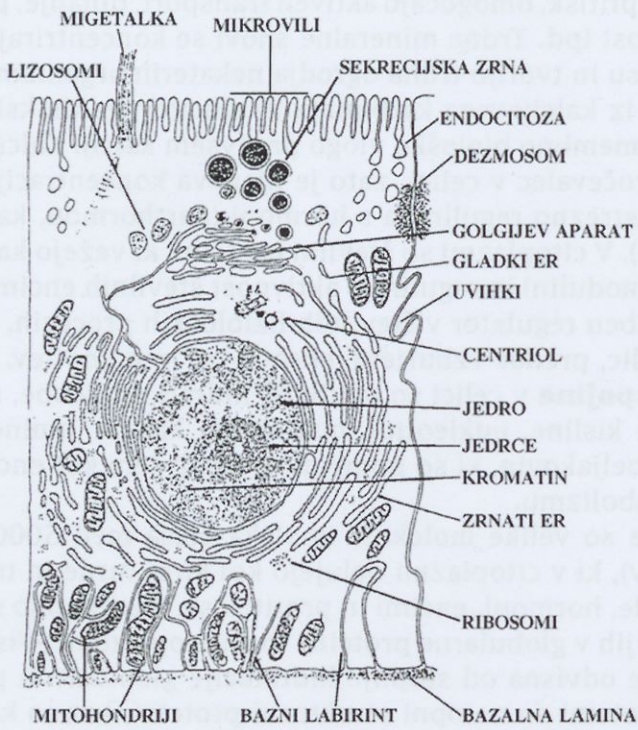 MIGETALKA
MIKROVILI
LIZOSOMI
SEKRECIJSKA ZRNA
ENDOCITOZA
DEZMOSOM
GOLGIJEV APARAT
GLADKI ER
UVIHKI
CENTRIOL
JEDRO
JEDRCE
KROMATIN
ZRNATI ER
RIBOSOMI
MITOHONDRIJI
BAZNI LABIRINT
BAZALNA LAMINA